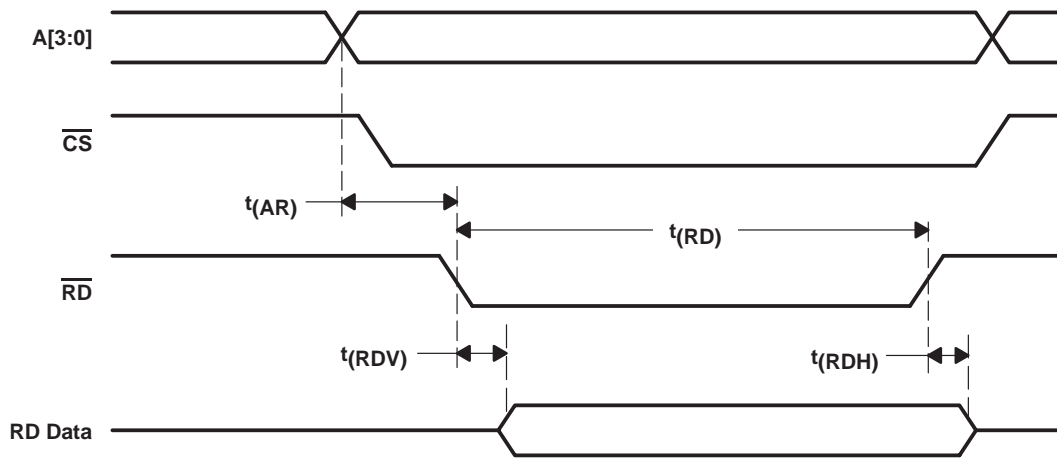 A[3:0]
CS
t(AR)
t(RD)
RD
t(RDV)
t(RDH)
RD Data